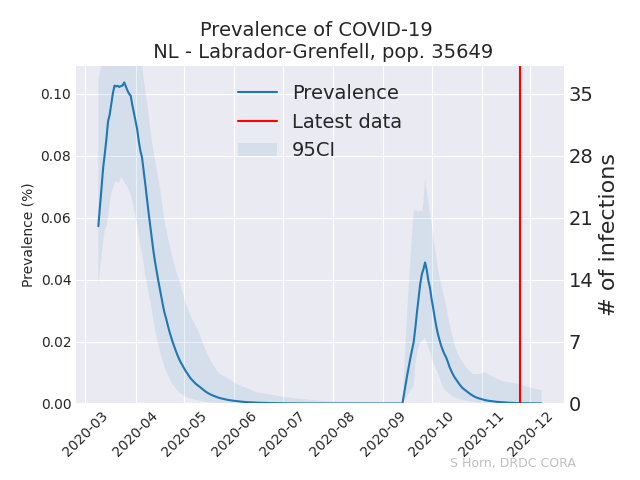 Prevalence of COVID-19
NL - Labrador-Grenfell, pop. 35649
Prevalence
Latest data
95CI
Prevalence (%)
0.10
0.08
0.06
0.04
0.02
0.00
35
28
21
14
7
0
# of infections
2020-03
2020-04
2020-05
2020-06
2020-07
2020-08
2020-09
2020-10
2020-11
2020-12
S Horn, DRDC CORA